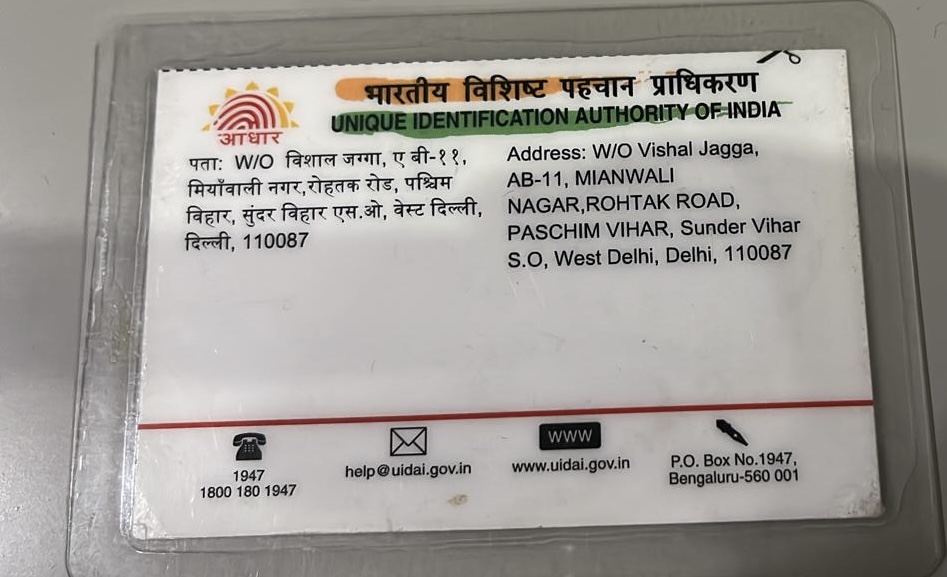 भारतीय विशिष्ट पहचान प्राधिकरण
UNIQUE IDENTIFICATION AUTHORITY OF INDIA
आधार
पता: W/O विशाल जग्गा, ए बी-११,
मियाँवाली नगर,रोहतक रोड, पश्चिम
विहार, सुंदर विहार एस.ओ, वेस्ट दिल्ली,
दिल्ली, 110087
Address: W/O Vishal Jagga,
AB-11, MIANWALI
NAGAR,ROHTAK ROAD,
PASCHIM VIHAR, Sunder Vihar
S.O, West Delhi, Delhi, 110087
1947
1800 180 1947
help@uidai.gov.in
www
www.uidai.gov.in
P.O. Box No.1947,
Bengaluru-560 001